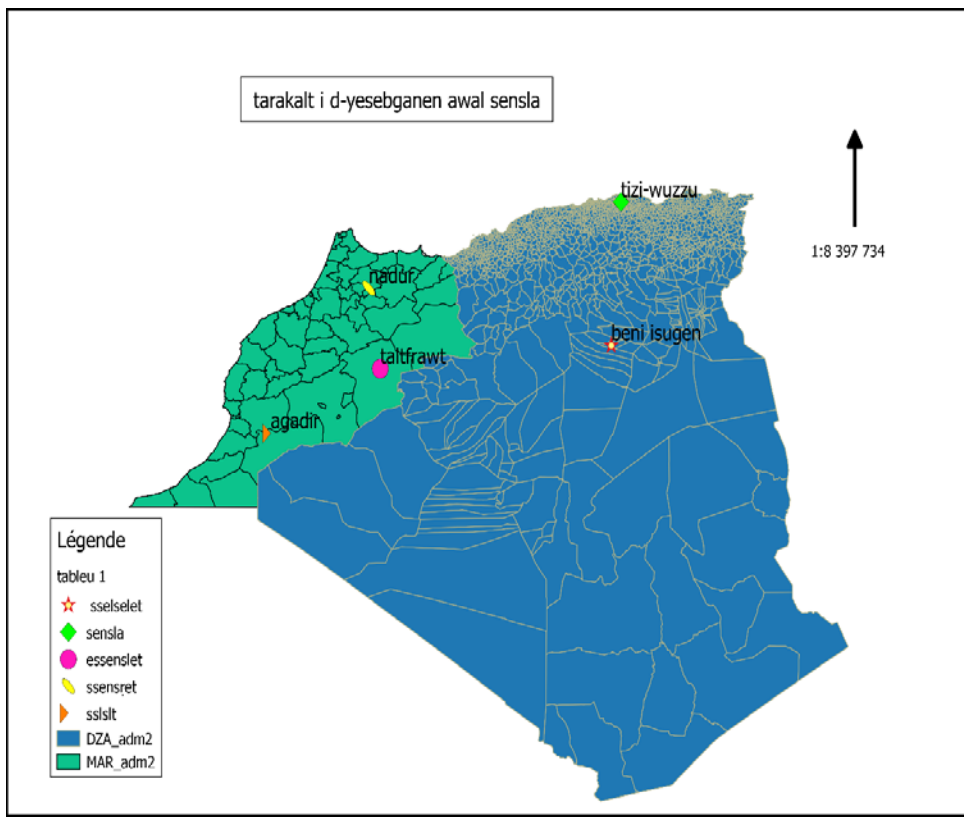 tarakalt i d-yesebganen awal sensla
tizi-wuzzu
1:8 397 734
naḍur
beni isugen
taltfrawt
agadir
Légende
tableu 1
sselselet
sensla
essenslet
ssensṛet
sslslt
DZA_adm2
MAR_adm2